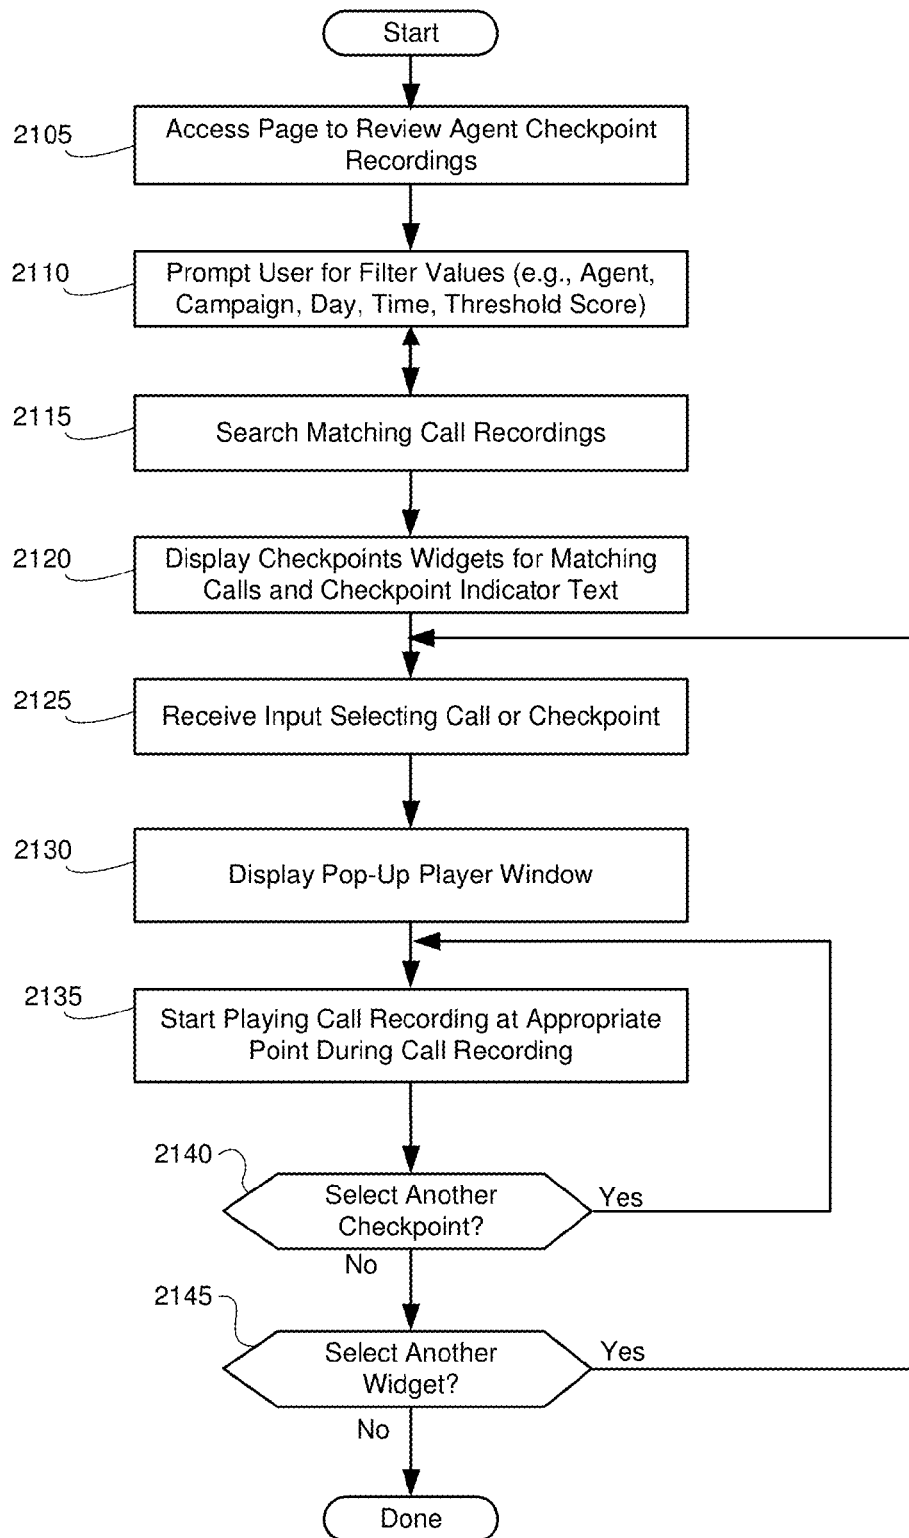 Start
2105
Access Page to Review Agent Checkpoint
Recordings
2110
Prompt User for Filter Values (e.g., Agent,
Campaign, Day, Time, Threshold Score)
2115
Search Matching Call Recordings
2120
Display Checkpoints Widgets for Matching
Calls and Checkpoint Indicator Text
2125
Receive Input Selecting Call or Checkpoint
2130
Display Pop-Up Player Window
2135
Start Playing Call Recording at Appropriate
Point During Call Recording
2140
Select Another
Checkpoint?
Yes
No
2145
Select Another
Widget?
Yes
No
Done